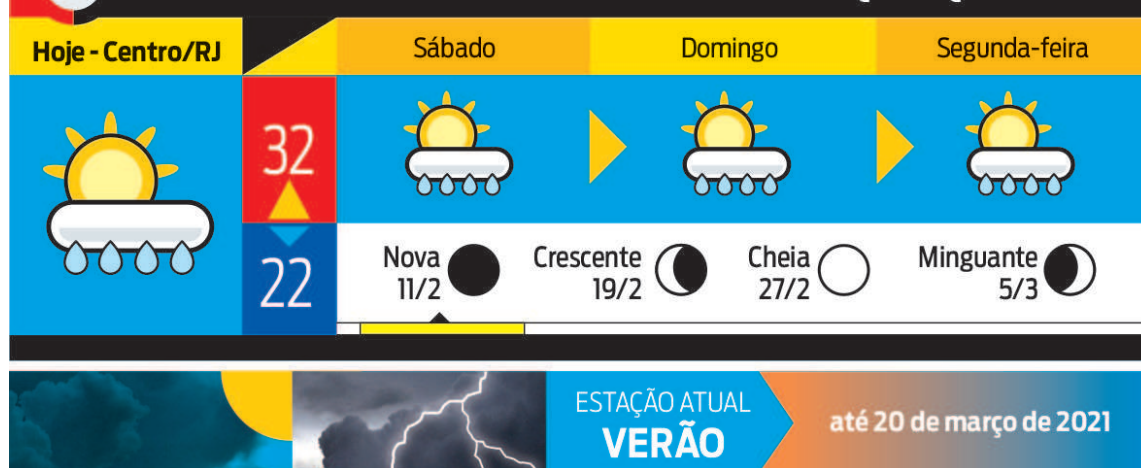 Hoje - Centro/RJ
Sábado
Domingo
Segunda-feira
32
22
Nova
11/2
Crescente
19/2
Cheia
27/2
Minguante
5/3
ESTAÇÃO ATUAL
VERÃO
até 20 de março de 2021